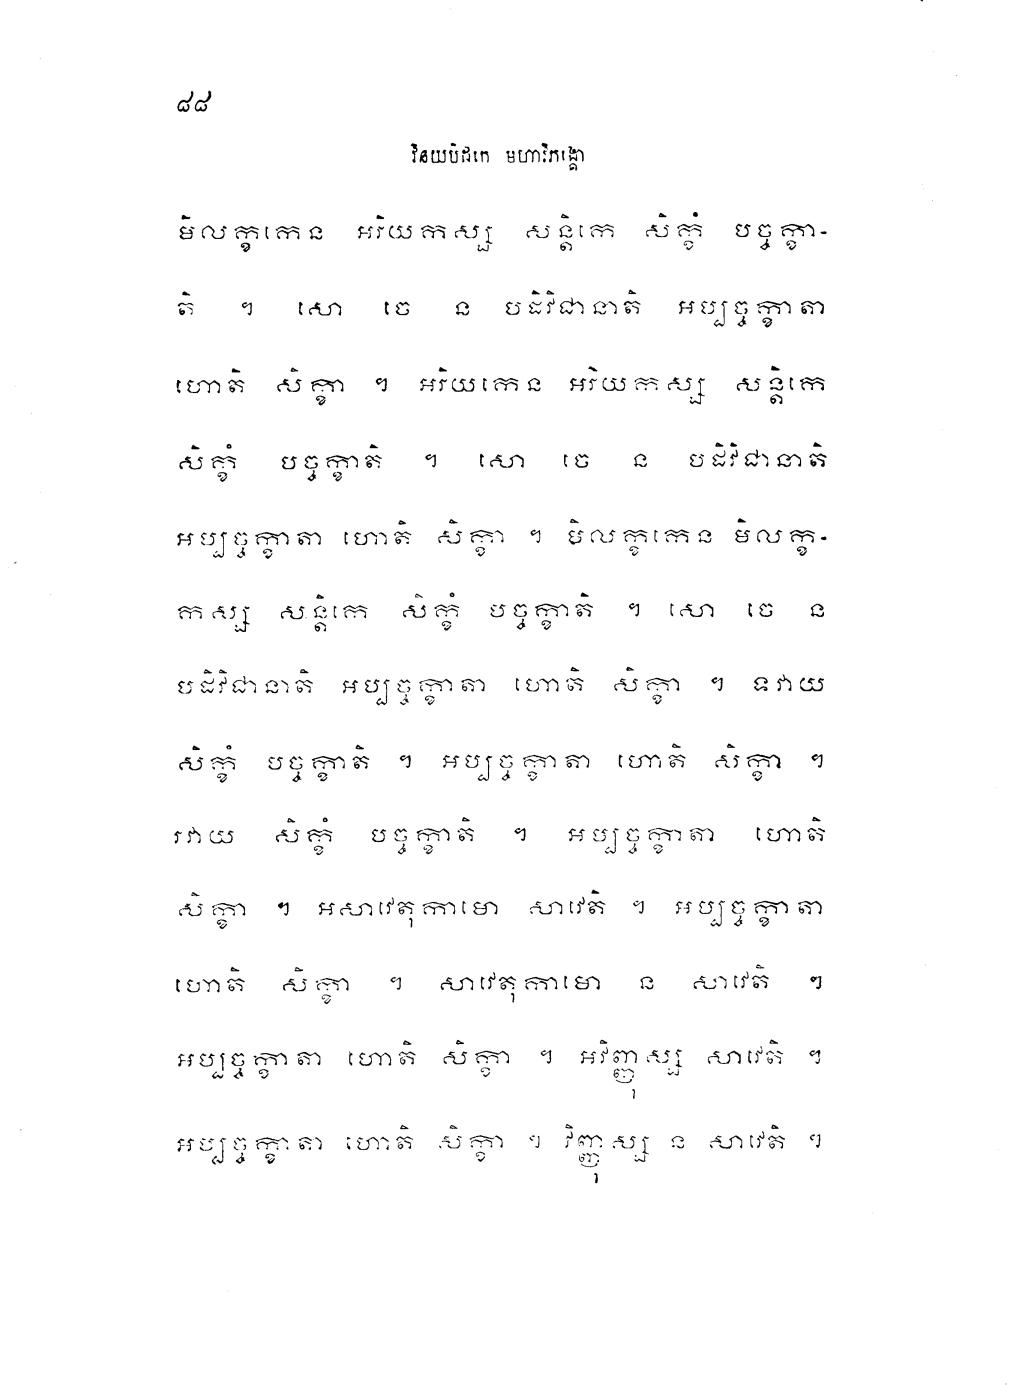 ៨៨
វិនយបិដកេ មហាវិភង្គោ
មិលក្ខកេន អរិយកស្ស សន្តិកេ សិក្ខំ បច្ចក្ខា-
តិ ។ សោ ចេ ន បដិវិជានាតិ អប្បច្ចក្ខាតា
ហោតិ សិក្ខា ។ អរិយកេន អរិយកស្ស សន្តិកេ
សិក្ខំ បច្ចក្ខាតិ ។ សោ ចេ ន បដិវិជានាតិ
អប្បច្ចក្ខាតា ហោតិ សិក្ខា ។ មិលក្ខកេន មិលក្ខ-
កស្ស សន្តិកេ សិក្ខំ បច្ចក្ខាតិ ។ សោ ចេ ន
បដិវិជានាតិ អប្បច្ចក្ខាតា ហោតិ សិក្ខា ។ ទវាយ
សិក្ខំ បច្ចក្ខាតិ ។ អប្បច្ចក្ខាតា ហោតិ សិក្ខា ។
រវាយ សិក្ខំ បច្ចក្ខាតិ ។ អប្បច្ចក្ខាតា ហោតិ
សិក្ខា ។ អសាវេតុកាមោ សាវេតិ ។ អប្បច្ចក្ខាតា
ហោតិ សិក្ខា ។ សាវេតុកាមោ ន សាវេតិ ។
អប្បច្ចក្ខាតា ហោតិ សិក្ខា ។ អវិញ្ញុស្ស សាវេតិ ។
អប្បច្ចក្ខាតា ហោតិ សិក្ខា ។ វិញ្ញុស្ស ន សាវេតិ ។